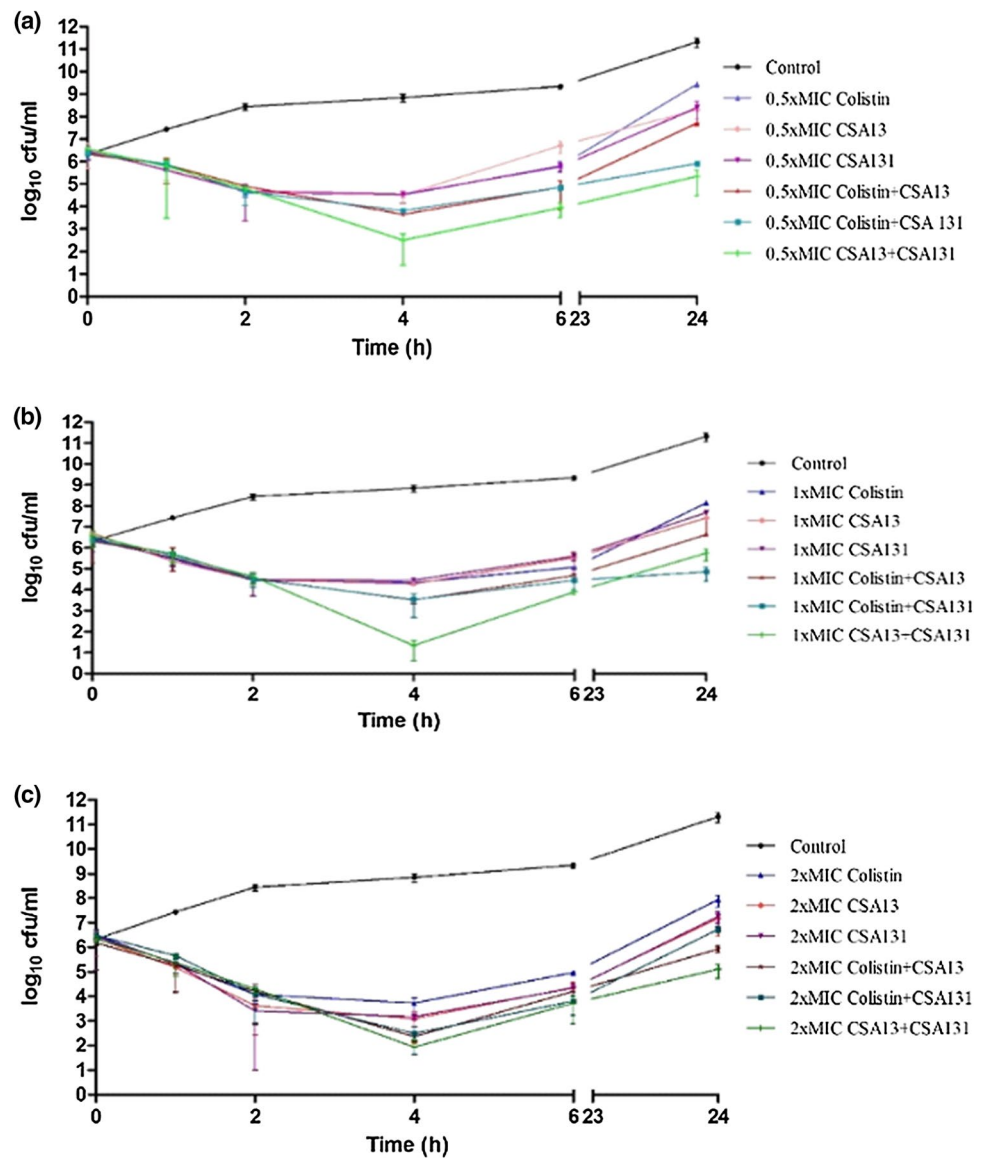 (a)
12
11
10
9
8
7
6
5
4
3
2
1
0
log10 cfu/ml
0 2 4 6 23 24
Time (h)
Control
0.5xMIC Colistin
0.5xMIC CSA13
0.5xMIC CSA131
0.5xMIC Colistin+CSA13
0.5xMIC Colistin+CSA 131
0.5xMIC CSA13+CSA131
(b)
12
11
10
9
8
7
6
5
4
3
2
1
0
log10 cfu/ml
0 2 4 6 23 24
Time (h)
Control
1xMIC Colistin
1xMIC CSA13
1xMIC CSA131
1xMIC Colistin+CSA13
1xMIC Colistin+CSA131
1xMIC CSA13+CSA131
(c)
12
11
10
9
8
7
6
5
4
3
2
1
0
log10 cfu/ml
0 2 4 6 23 24
Time (h)
Control
2xMIC Colistin
2xMIC CSA13
2xMIC CSA131
2xMIC Colistin+CSA13
2xMIC Colistin+CSA131
2xMIC CSA13+CSA131